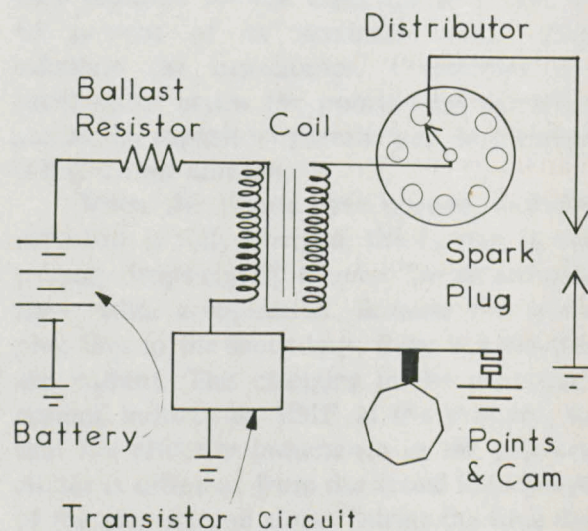 Distributor
Ballast
Resistor
Coil
Spark
Plug
Battery
Points
& Cam
Transistor Circuit